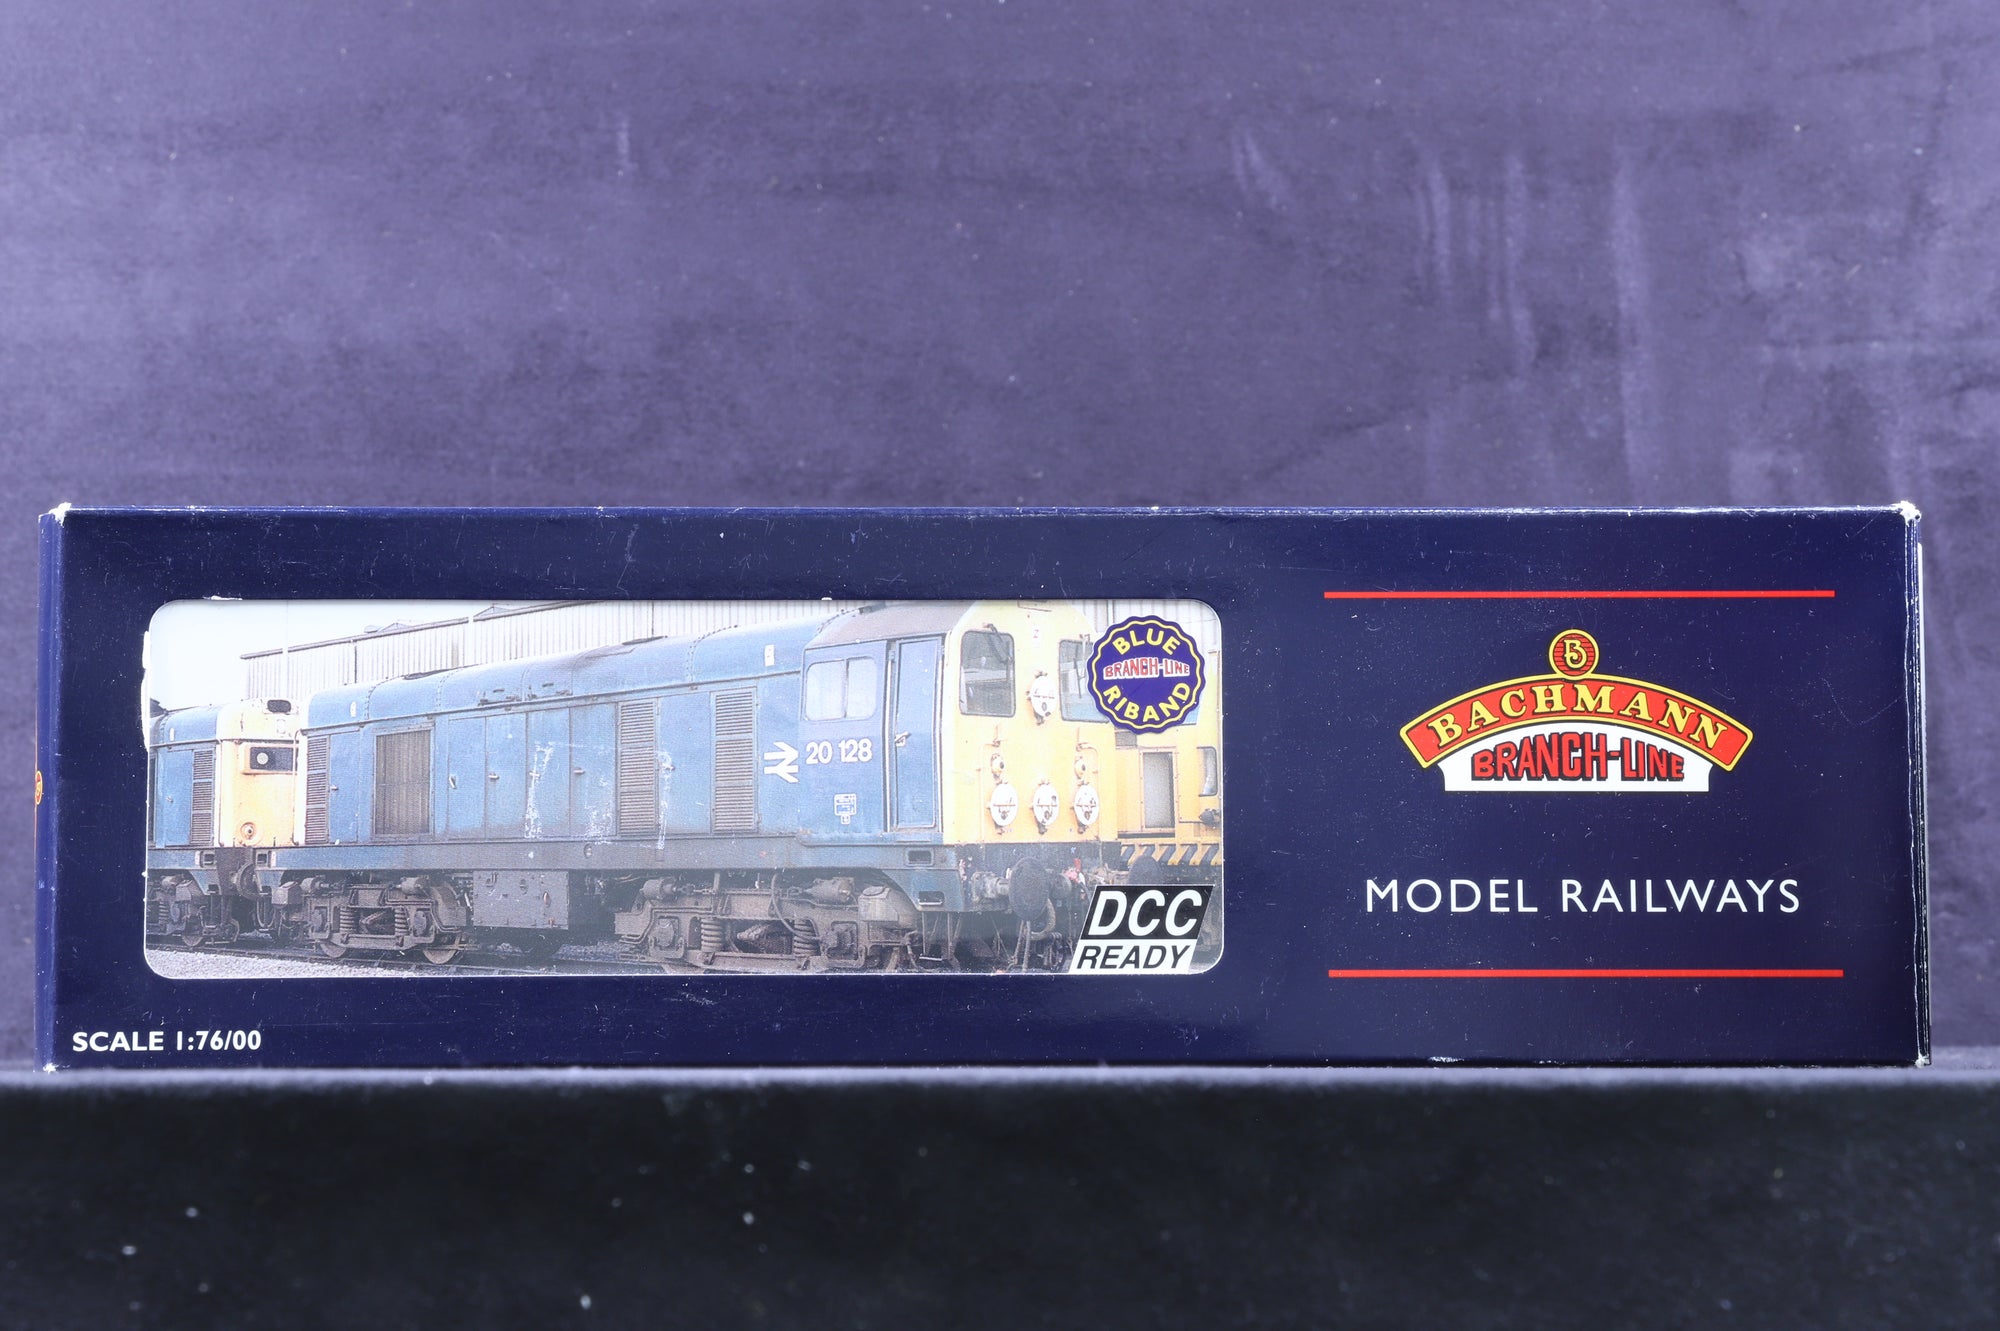 BLUE
BRANCH-LINE
RIBAND
20 128
DCC
READY
SCALE 1:76/00
BACHMANN
BRANCH-LINE
MODEL RAILWAYS